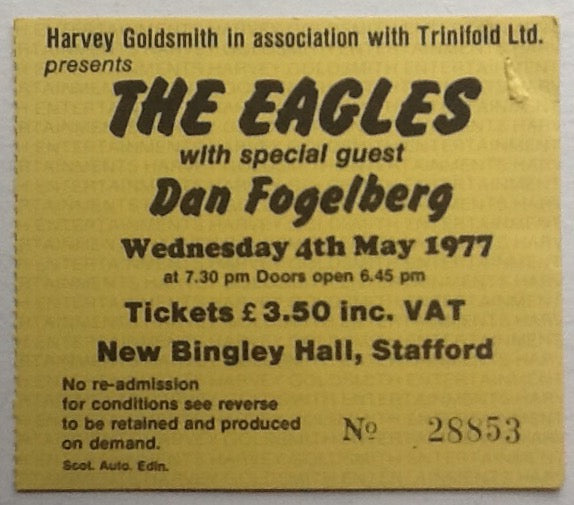 Harvey Goldsmith in association with Trinifold Ltd.
presents
THE EAGLES
with special guest
Dan Fogelberg
Wednesday 4th May 1977
at 7.30 pm Doors open 6.45 pm
Tickets £3.50 inc. VAT
New Bingley Hall, Stafford
No re-admission
for conditions see reverse
to be retained and produced
on demand.
Nº 28853
Scot. Auto. Edin.